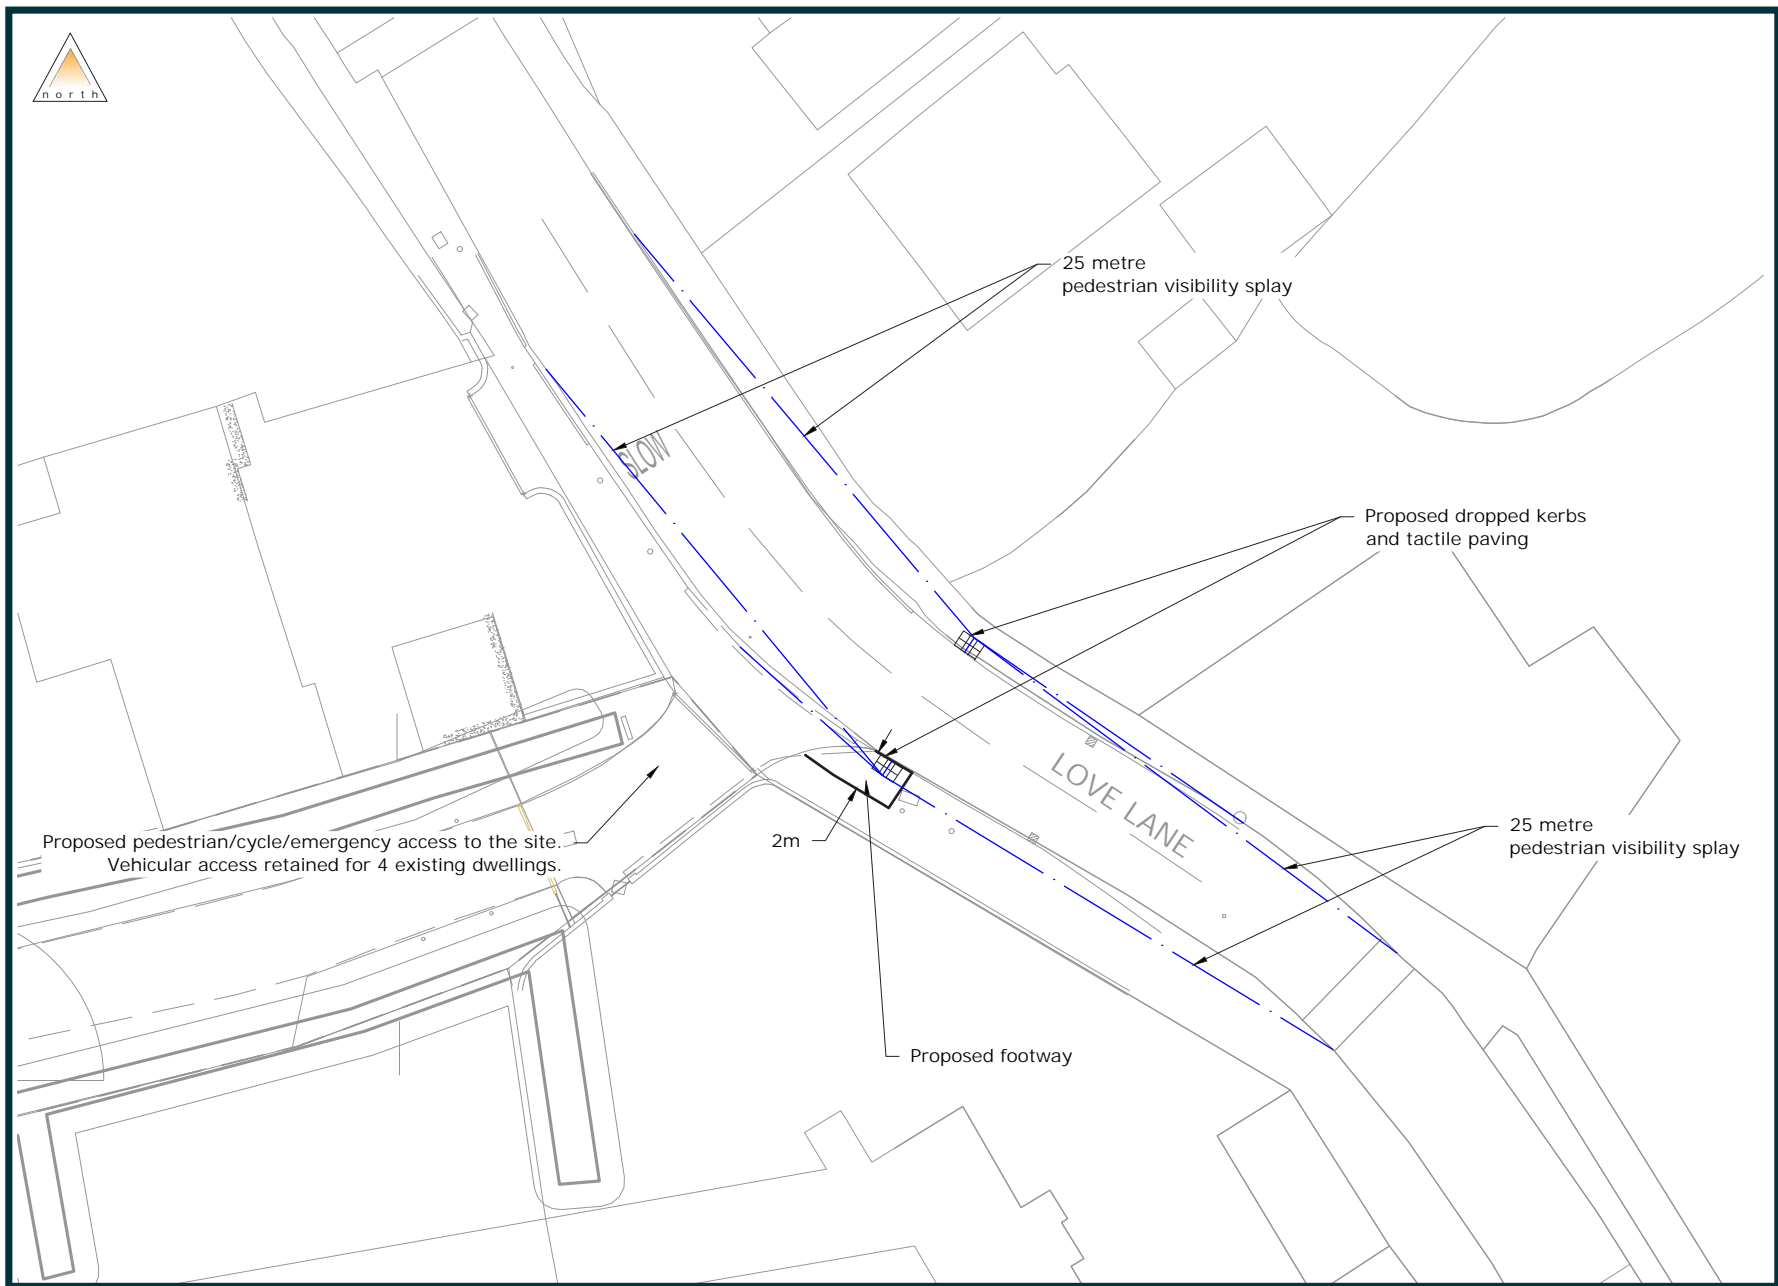 north
25 metre
pedestrian visibility splay
SLOW
Proposed dropped kerbs
and tactile paving
LOVE LANE
Proposed pedestrian/cycle/emergency access to the site.
Vehicular access retained for 4 existing dwellings.
2m
25 metre
pedestrian visibility splay
Proposed footway